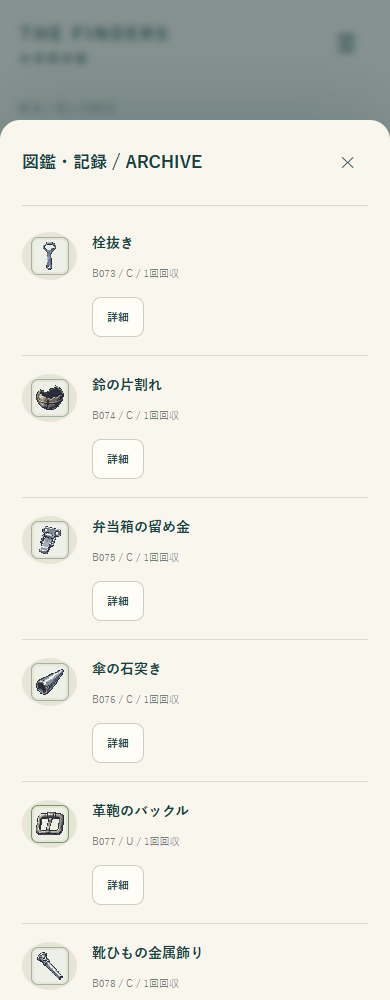 THE FINDERS
図鑑・記録 / ARCHIVE
×
栓抜き
B073 / C / 1回回収
詳細
鈴の片割れ
B074 / C / 1回回収
詳細
弁当箱の留め金
B075 / C / 1回回収
詳細
傘の石突き
B076 / C / 1回回収
詳細
革鞄のバックル
B077 / U / 1回回収
詳細
靴ひもの金属飾り
B078 / C / 1回回収